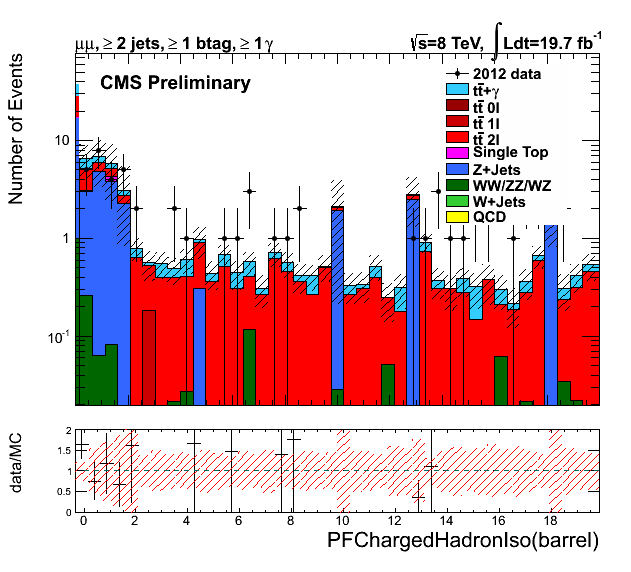 μμ, ≥ 2 jets, ≥ 1 btag, ≥ 1 γ
√s=8 TeV, ∫ Ldt=19.7 fb⁻¹
CMS Preliminary
2012 data
tt̄+γ
tt̄ 0l
tt̄ 1l
tt̄ 2l
Single Top
Z+Jets
WW/ZZ/WZ
W+Jets
QCD
Number of Events
10
1
10⁻¹
data/MC
2
1.5
1
0.5
0
0 2 4 6 8 10 12 14 16 18
PFChargedHadronIso(barrel)